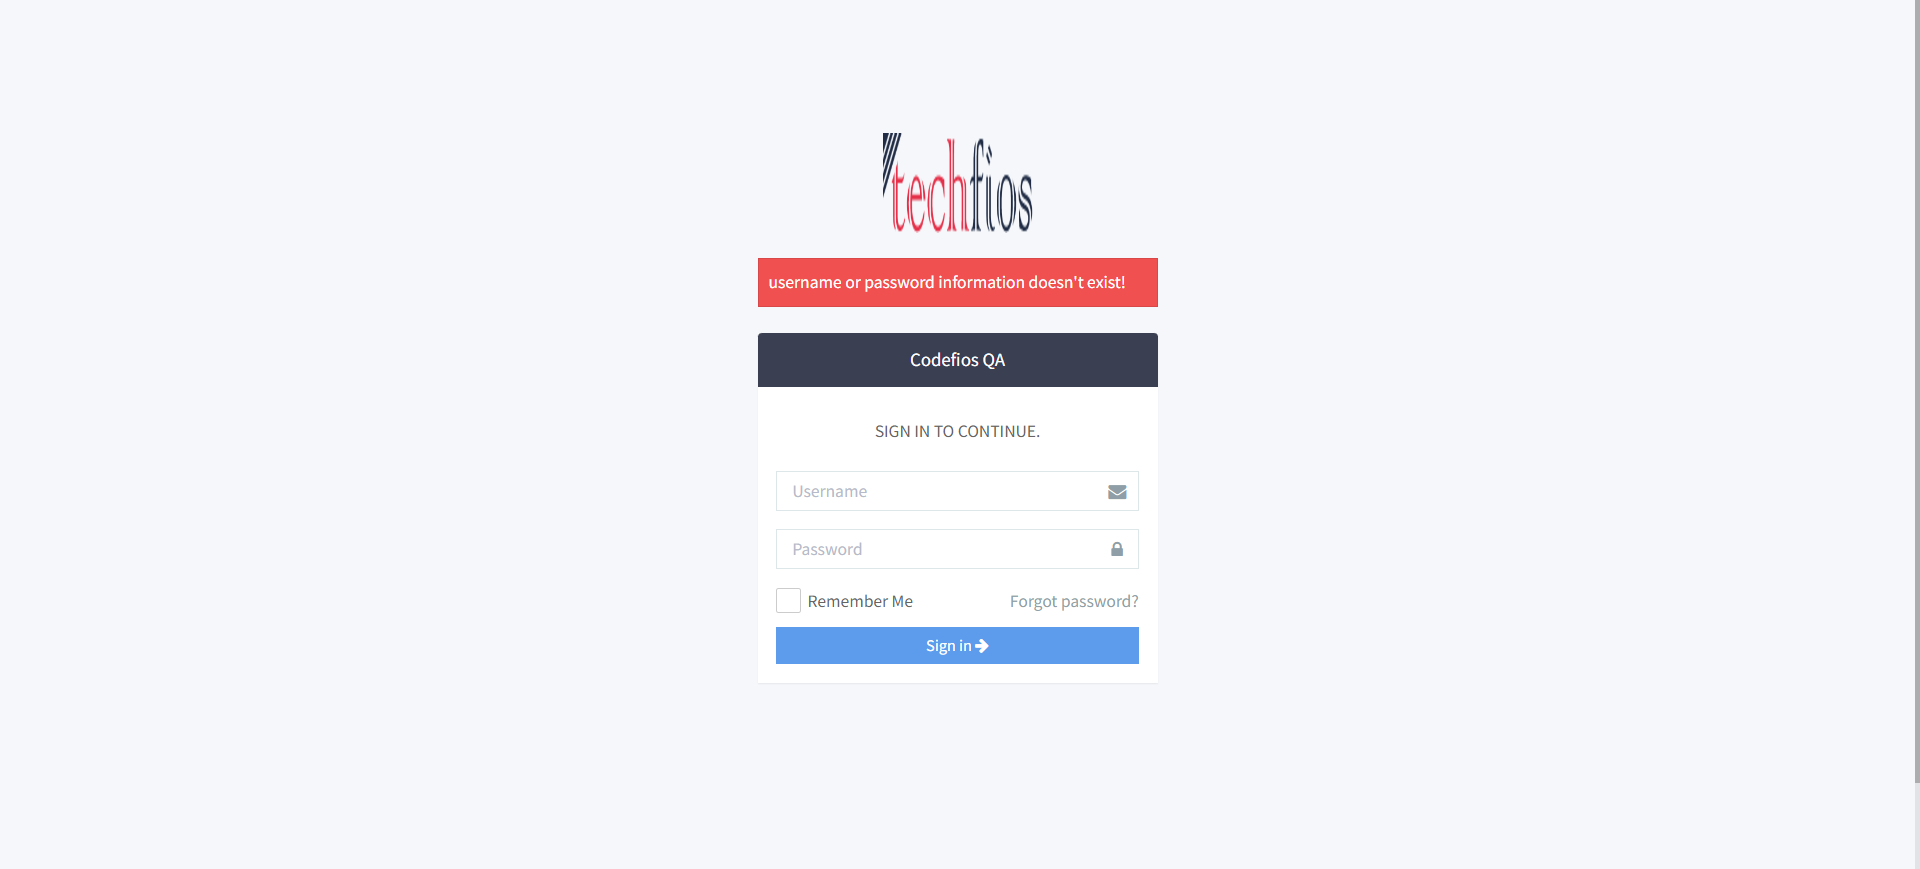 techfios
username or password information doesn't exist!
Codefios QA
SIGN IN TO CONTINUE.
Username
Password
Remember Me Forgot password?
Sign in